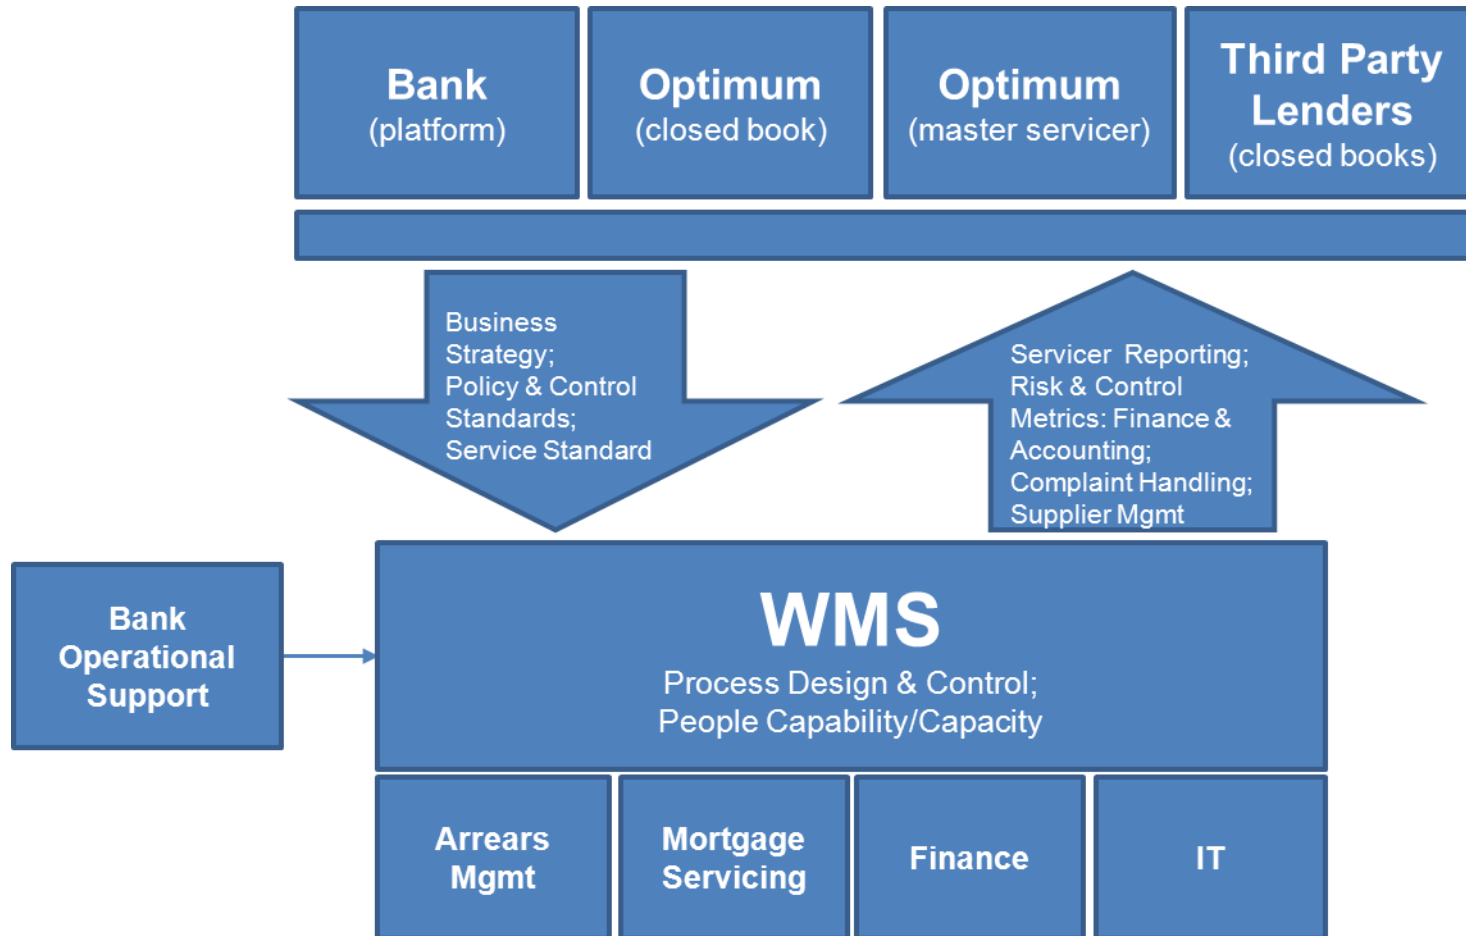 Bank
(platform)
Optimum
(closed book)
Optimum
(master servicer)
Third Party
Lenders
(closed books)
Business
Strategy;
Policy & Control
Standards;
Service Standard
Servicer Reporting;
Risk & Control
Metrics: Finance &
Accounting;
Complaint Handling;
Supplier Mgmt
Bank
Operational
Support
WMS
Process Design & Control;
People Capability/Capacity
Arrears
Mgmt
Mortgage
Servicing
Finance
IT